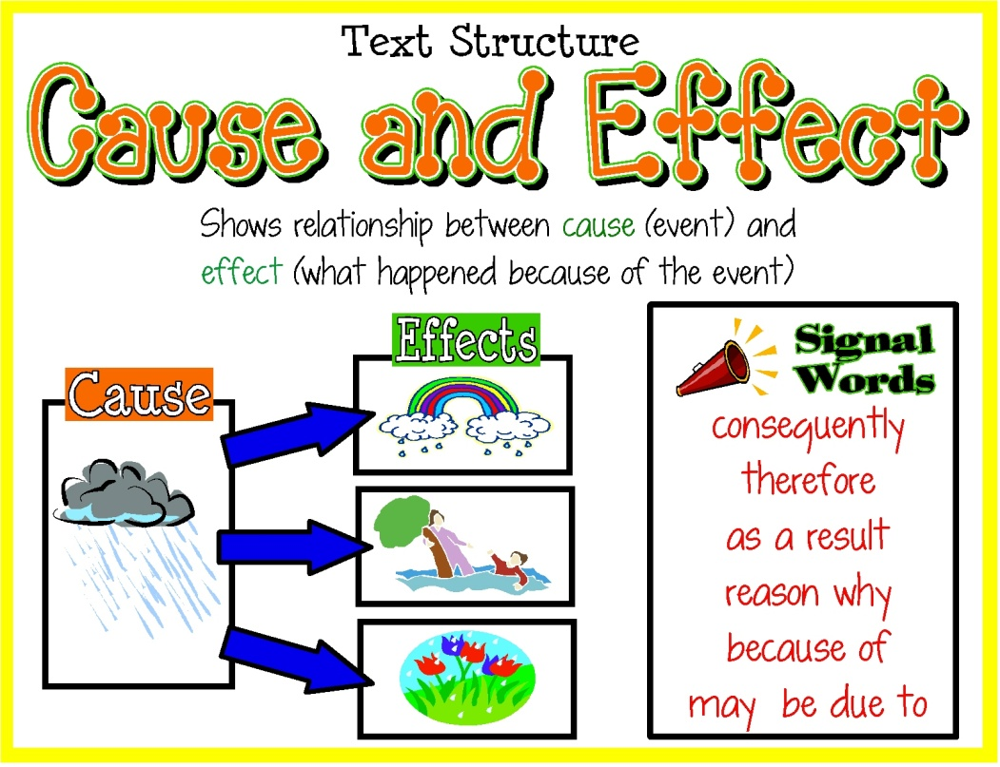 Text Structure
Cause and Effect
Shows relationship between cause (event) and
effect (what happened because of the event)
Cause
Effects
Signal
Words
consequently
therefore
as a result
reason why
because of
may be due to